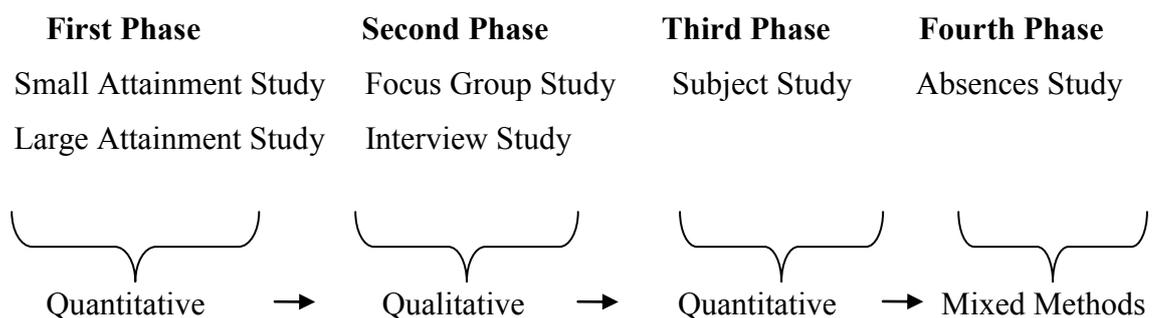 First Phase Second Phase Third Phase Fourth Phase
Small Attainment Study Focus Group Study Subject Study Absences Study
Large Attainment Study Interview Study
Quantitative Qualitative Quantitative Mixed Methods